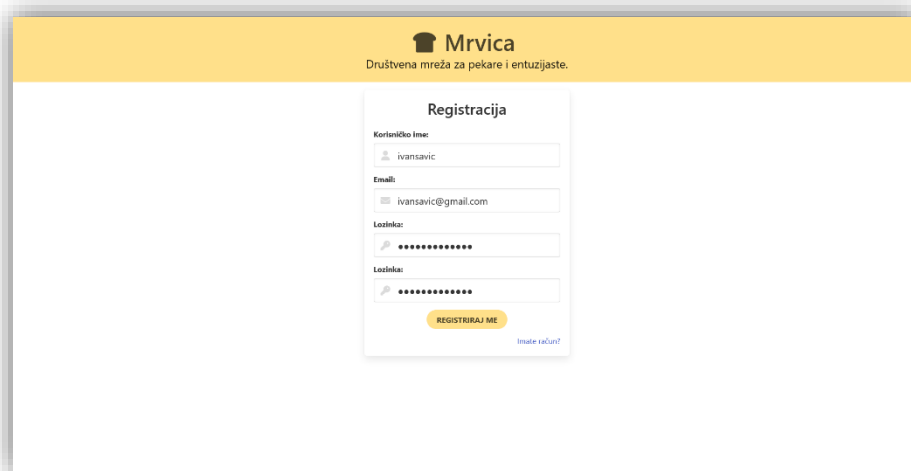 Mrvica
Društvena mreža za pekare i entuzijaste.
Registracija
Korisničko ime:
ivansavic
Email:
ivansavic@gmail.com
Lozinka:
●●●●●●●●●●●●●
Lozinka:
●●●●●●●●●●●●●
REGISTRIRAJ ME
Imate račun?